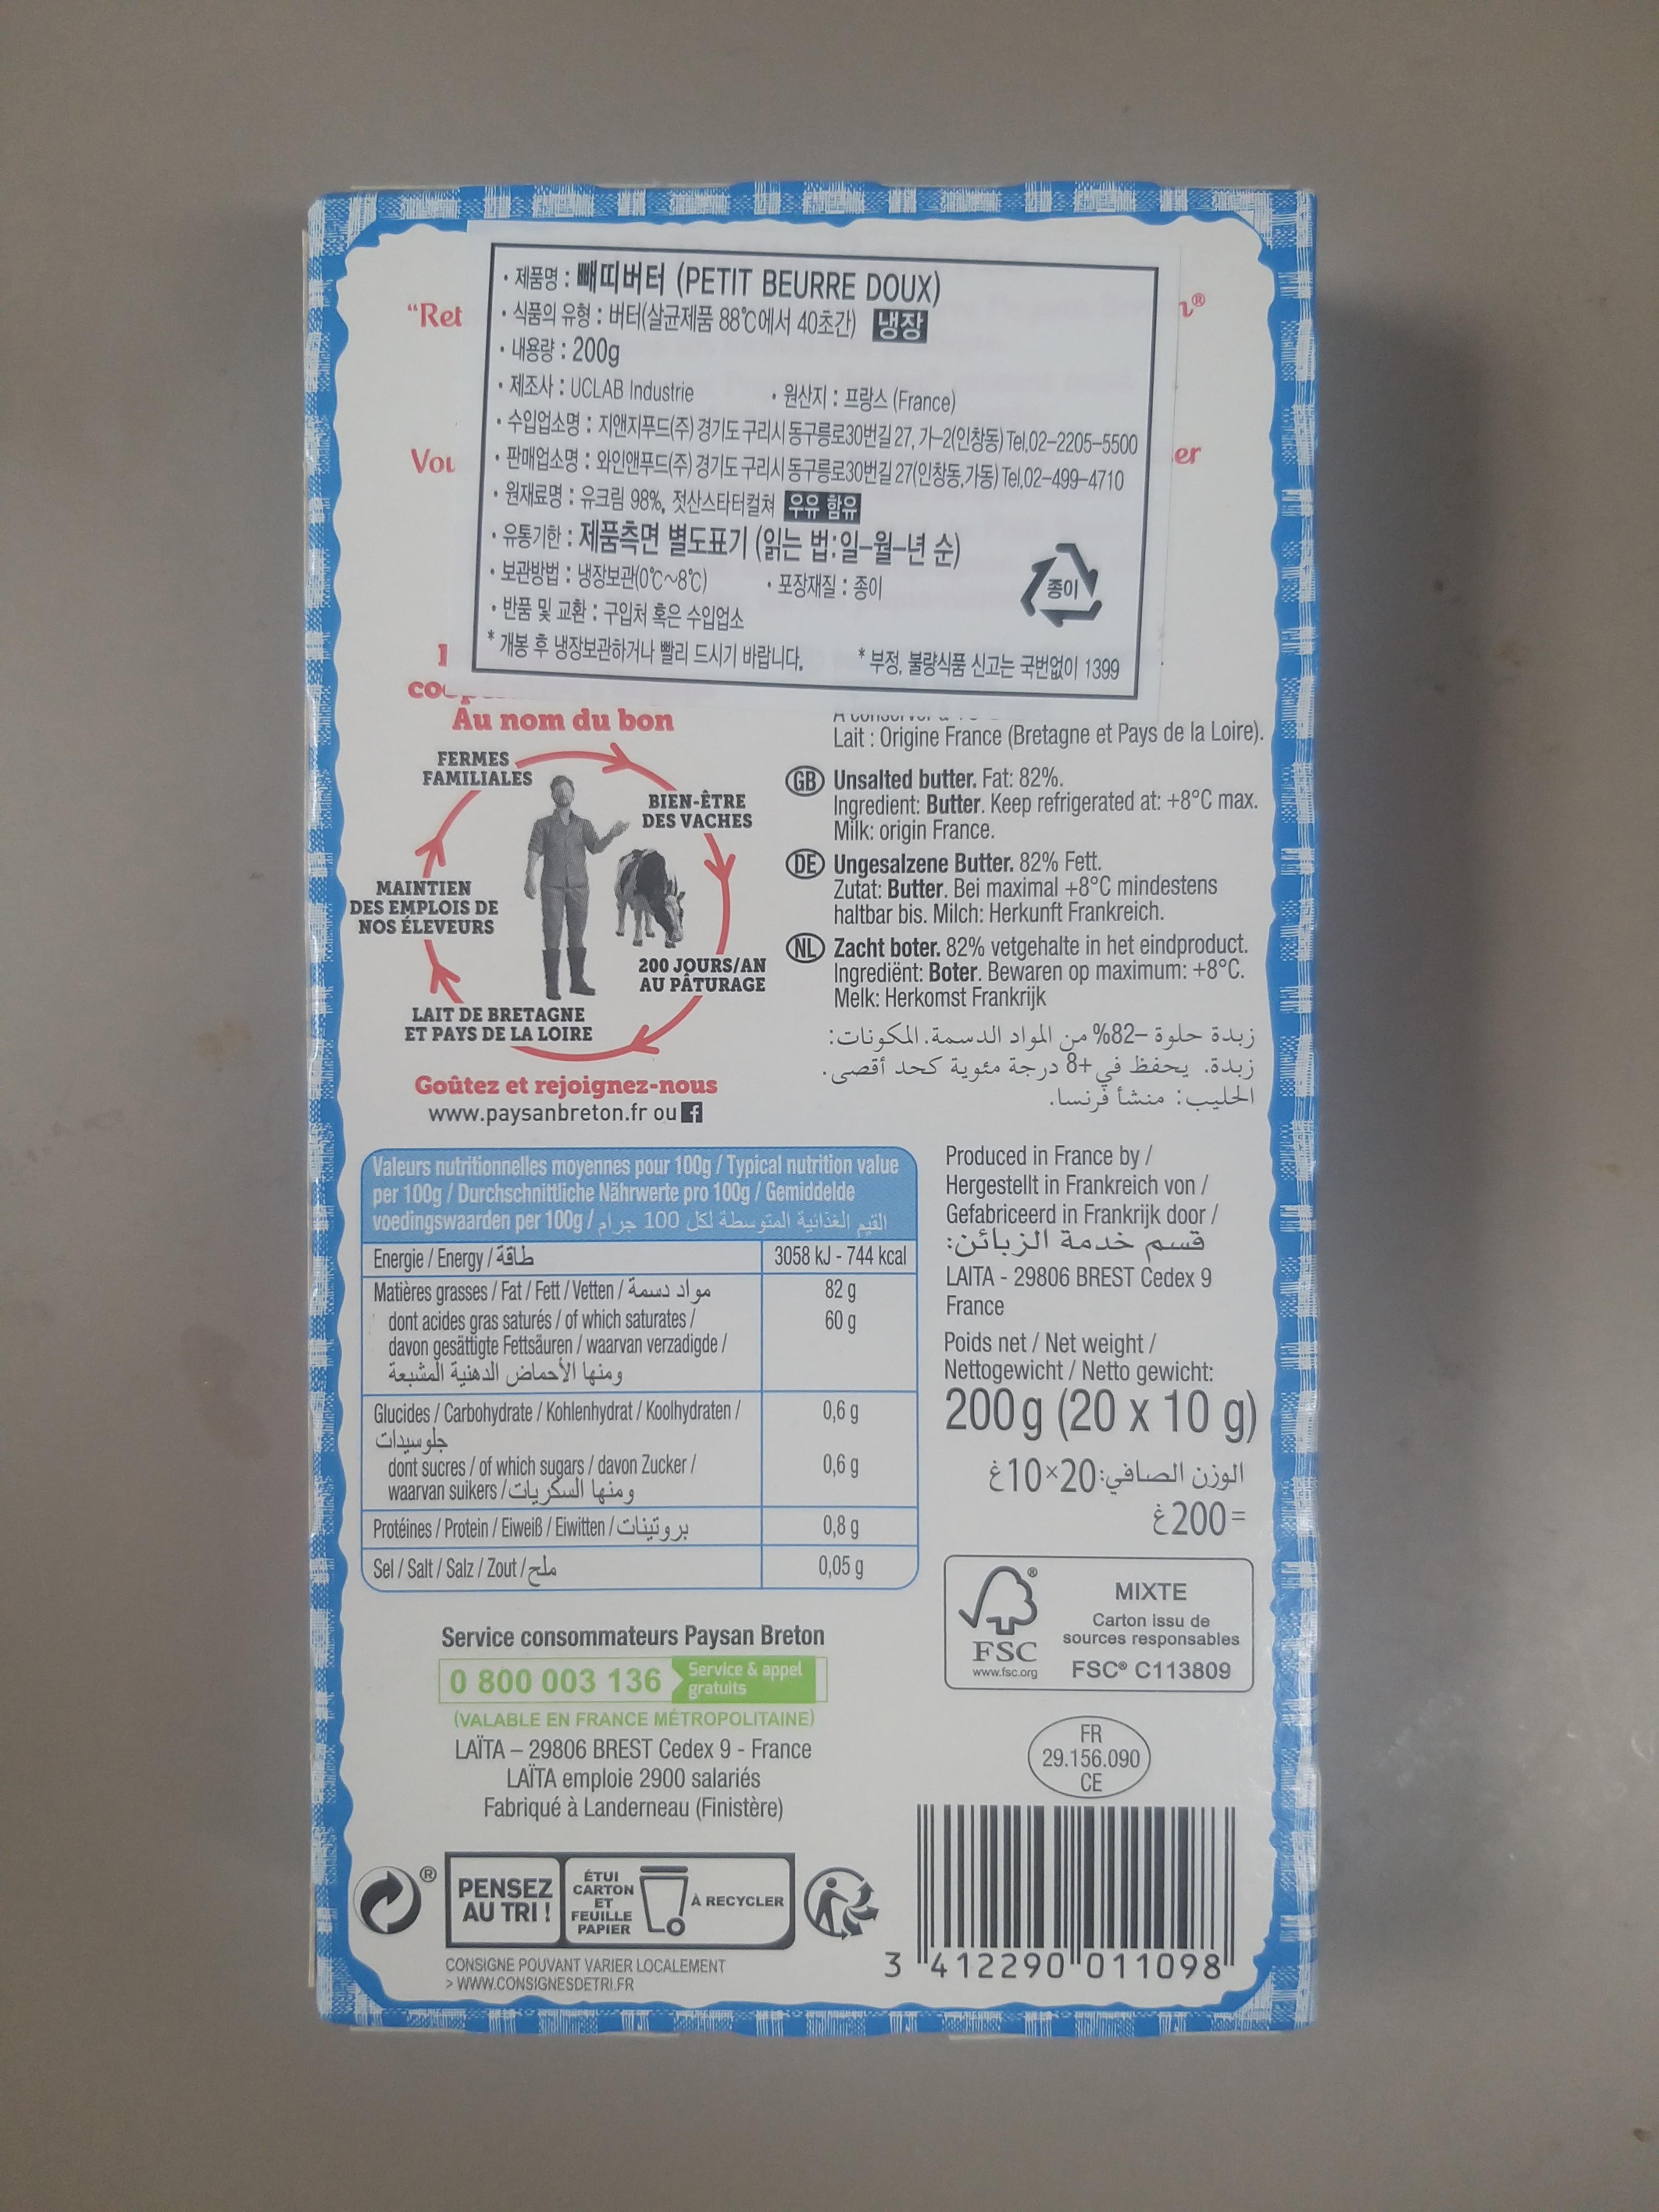 · 제품명 : 빼띠버터 (PETIT BEURRE DOUX)
· 식품의 유형 : 버터(살균제품 88℃에서 40초간) 냉장
· 내용량 : 200g
· 제조사 : UCLAB Industrie · 원산지 : 프랑스 (France)
· 수입업소명 : 지앤지푸드(주) 경기도 구리시 동구릉로30번길 27, 가-2(인창동) Tel,02-2205-5500
· 판매업소명 : 와인앤푸드(주) 경기도 구리시 동구릉로30번길 27(인창동,가동) Tel,02-499-4710
· 원재료명 : 유크림 98%, 젓산스타터컬쳐 우유 함유
· 유통기한 : 제품측면 별도표기 (읽는 법:일-월-년 순)
· 보관방법 : 냉장보관(0℃~8℃) · 포장재질 : 종이
종이
· 반품 및 교환 : 구입처 혹은 수입업소
* 개봉 후 냉장보관하거나 빨리 드시기 바랍니다. * 부정, 불량식품 신고는 국번없이 1399
“Ret
Vou
er
Au nom du bon
FERMES
FAMILIALES
BIEN-ÊTRE
DES VACHES
200 JOURS/AN
AU PÂTURAGE
LAIT DE BRETAGNE
ET PAYS DE LA LOIRE
MAINTIEN
DES EMPLOIS DE
NOS ÉLEVEURS
Goûtez et rejoignez-nous
www.paysanbreton.fr ou f
Lait : Origine France (Bretagne et Pays de la Loire).
GB Unsalted butter. Fat: 82%.
Ingredient: Butter. Keep refrigerated at: +8°C max.
Milk: origin France.
DE Ungesalzene Butter. 82% Fett.
Zutat: Butter. Bei maximal +8°C mindestens
haltbar bis. Milch: Herkunft Frankreich.
NL Zacht boter. 82% vetgehalte in het eindproduct.
Ingrediënt: Boter. Bewaren op maximum: +8°C.
Melk: Herkomst Frankrijk
زبدة حلوة –82% من المواد الدسمة. المكونات:
زبدة. يحفظ في +8 درجة مئوية كحد أقصى.
الحليب: منشأ فرنسا.
Valeurs nutritionnelles moyennes pour 100g / Typical nutrition value
per 100g / Durchschnittliche Nährwerte pro 100g / Gemiddelde
voedingswaarden per 100g / القيم الغذائية المتوسطة لكل 100 جرام
Energie / Energy / طاقة 3058 kJ - 744 kcal
Matières grasses / Fat / Fett / Vetten / مواد دسمة 82 g
dont acides gras saturés / of which saturates / 60 g
davon gesättigte Fettsäuren / waarvan verzadigde /
ومنها الأحماض الدهنية المشبعة
Glucides / Carbohydrate / Kohlenhydrat / Koolhydraten / 0,6 g
جلوسيدات
dont sucres / of which sugars / davon Zucker / 0,6 g
waarvan suikers / ومنها السكريات
Protéines / Protein / Eiweiß / Eiwitten / بروتينات 0,8 g
Sel / Salt / Salz / Zout / ملح 0,05 g
Produced in France by /
Hergestellt in Frankreich von /
Gefabriceerd in Frankrijk door /
قسم خدمة الزبائن:
LAITA - 29806 BREST Cedex 9
France
Poids net / Net weight /
Nettogewicht / Netto gewicht:
200 g (20 x 10 g)
الوزن الصافي:20×10غ
=200غ
FSC®
www.fsc.org
MIXTE
Carton issu de
sources responsables
FSC® C113809
Service consommateurs Paysan Breton
0 800 003 136 Service & appel
gratuits
(VALABLE EN FRANCE MÉTROPOLITAINE)
LAÏTA – 29806 BREST Cedex 9 - France
LAÏTA emploie 2900 salariés
Fabriqué à Landerneau (Finistère)
FR
29.156.090
CE
®
PENSEZ
AU TRI !
ÉTUI
CARTON
ET
FEUILLE
PAPIER
À RECYCLER
CONSIGNE POUVANT VARIER LOCALEMENT
> WWW.CONSIGNESDETRI.FR
3 412290 011098